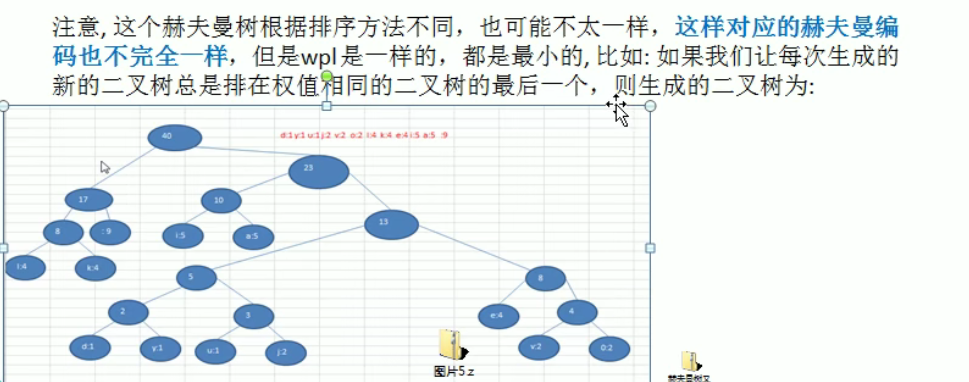 注意, 这个赫夫曼树根据排序方法不同，也可能不太一样，这样对应的赫夫曼编
码也不完全一样，但是wpl 是一样的，都是最小的, 比如: 如果我们让每次生成的
新的二叉树总是排在权值相同的二叉树的最后一个，则生成的二叉树为:
d:1 y:1 u:1 j:2 v:2 o:2 l:4 k:4 e:4 i:5 a:5 :9
40
23
17
10
13
8
: 9
i:5
a:5
l:4
k:4
5
8
2
3
e:4
4
d:1
y:1
u:1
j:2
v:2
0:2
图片5.z
赫夫曼树又